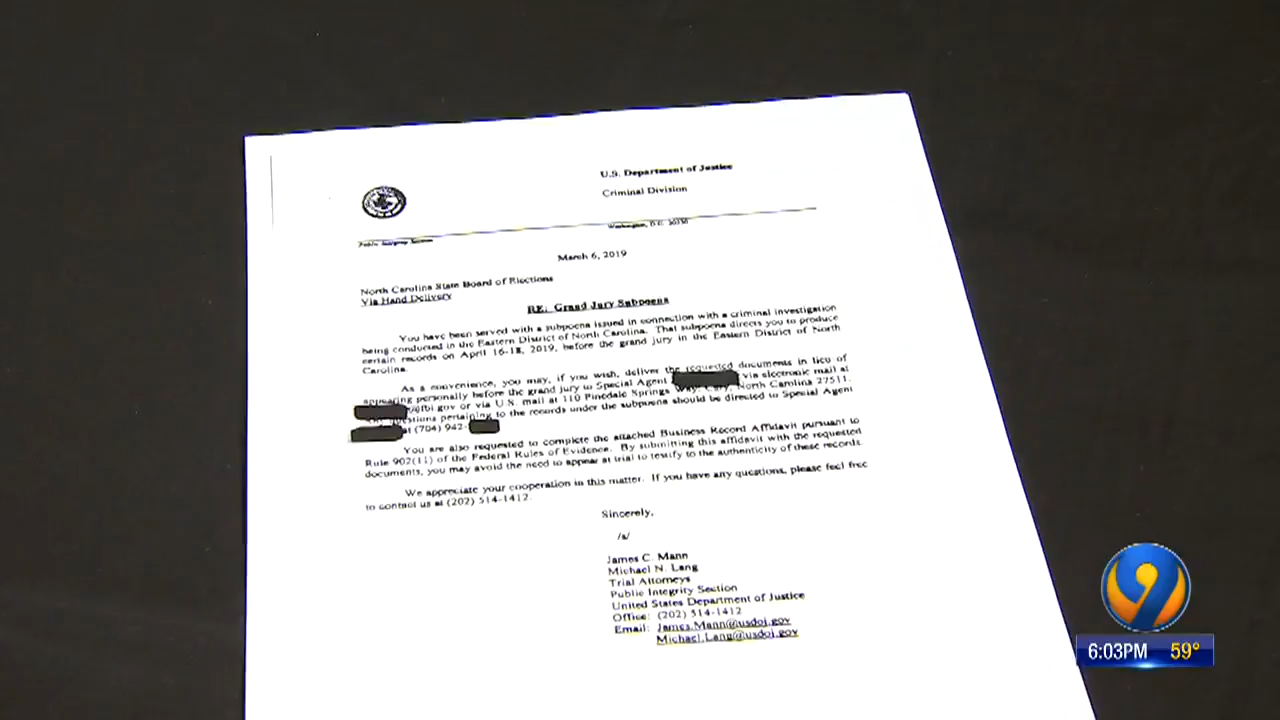 U.S. Department of Justice
Criminal Division
Public Integrity Section
Washington, D.C. 20530
March 6, 2019
North Carolina State Board of Elections
Via Hand Delivery
RE: Grand Jury Subpoena
You have been served with a subpoena issued in connection with a criminal investigation
being conducted in the Eastern District of North Carolina. That subpoena directs you to produce
certain records on April 16-18, 2019, before the grand jury in the Eastern District of North
Carolina.
As a convenience, you may, if you wish, deliver the requested documents in lieu of
appearing personally before the grand jury to Special Agent via electronic mail at
@fbi.gov or via U.S. mail at 110 Pinedale Springs Way, Cary, North Carolina 27511.
questions pertaining to the records under the subpoena should be directed to Special Agent
at (704) 942-
You are also requested to complete the attached Business Record Affidavit pursuant to
Rule 902(11) of the Federal Rules of Evidence. By submitting this affidavit with the requested
documents, you may avoid the need to appear at trial to testify to the authenticity of these records.
We appreciate your cooperation in this matter. If you have any questions, please feel free
to contact us at (202) 514-1412.
Sincerely,
/s/
James C. Mann
Michael N. Lang
Trial Attorneys
Public Integrity Section
United States Department of Justice
Office: (202) 514-1412
Email: James.Mann@usdoj.gov
Michael.Lang@usdoj.gov
9
6:03PM 59°